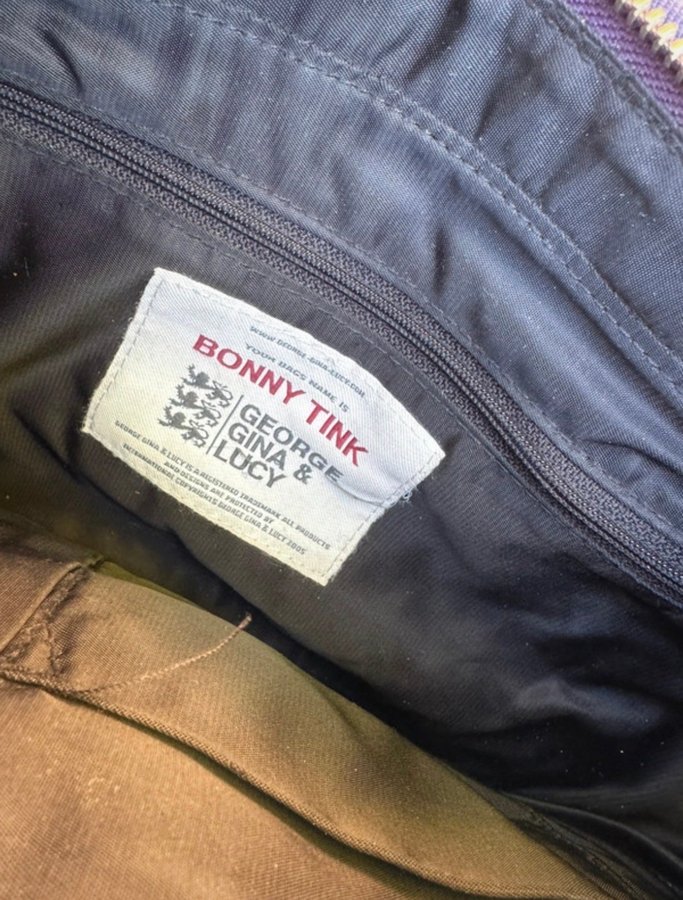 WWW.GEORGE-GINA-LUCY.COM
YOUR BAGS NAME IS
BONNY TINK
GEORGE
GINA &
LUCY
GEORGE GINA & LUCY IS A REGISTERED TRADEMARK ALL PRODUCTS
AND DESIGNS ARE PROTECTED BY
INTERNATIONAL COPYRIGHTS GEORGE GINA & LUCY 2005